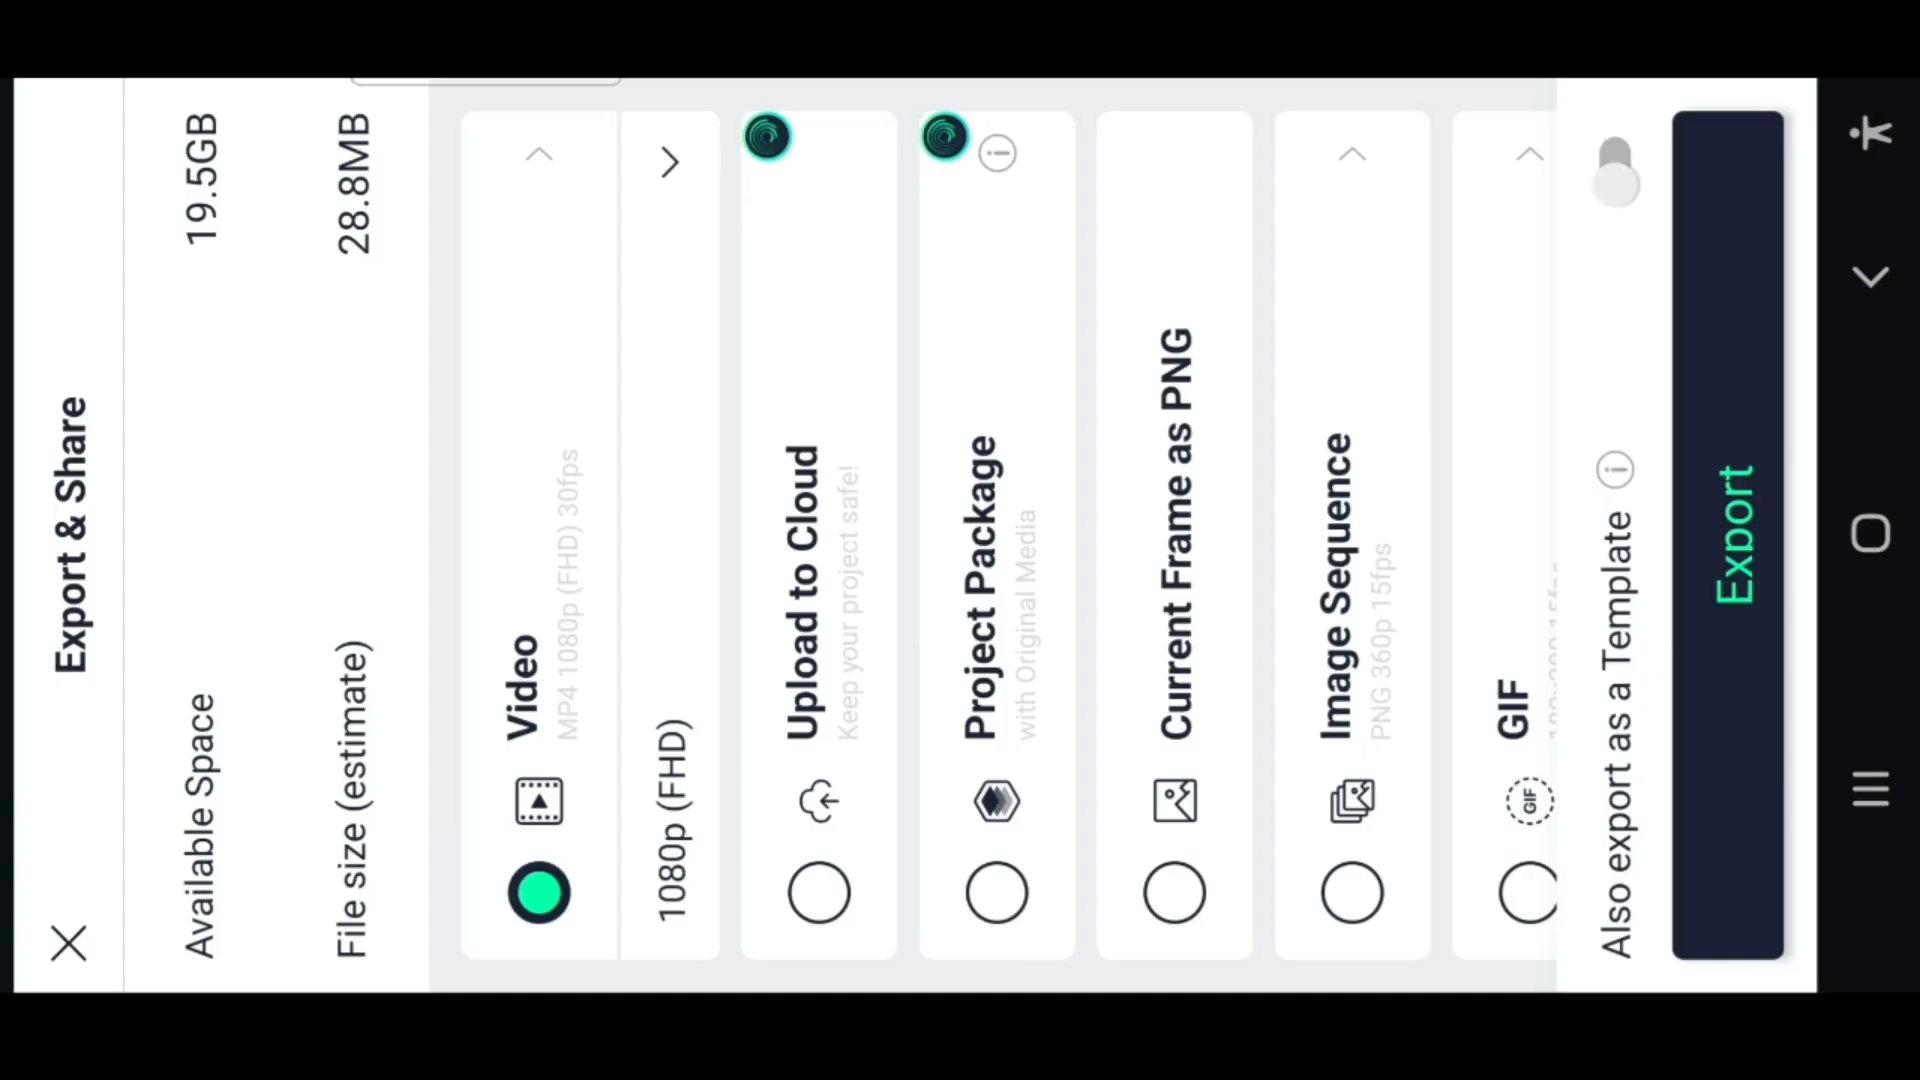 Export & Share
Available Space
19.5GB
File size (estimate)
28.8MB
Video
MP4 1080p (FHD) 30fps
1080p (FHD)
Upload to Cloud
Keep your project safe!
Project Package
with Original Media
Current Frame as PNG
Image Sequence
PNG 360p 15fps
GIF
GIF
Also export as a Template
Export